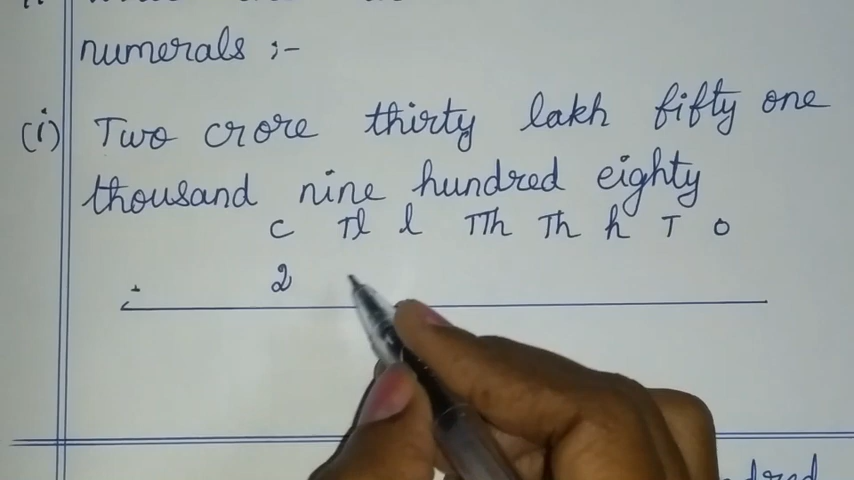 numerals :-
(i) Two crore thirty lakh fifty one
thousand nine hundred eighty
C Tl l TTh Th h T O
2